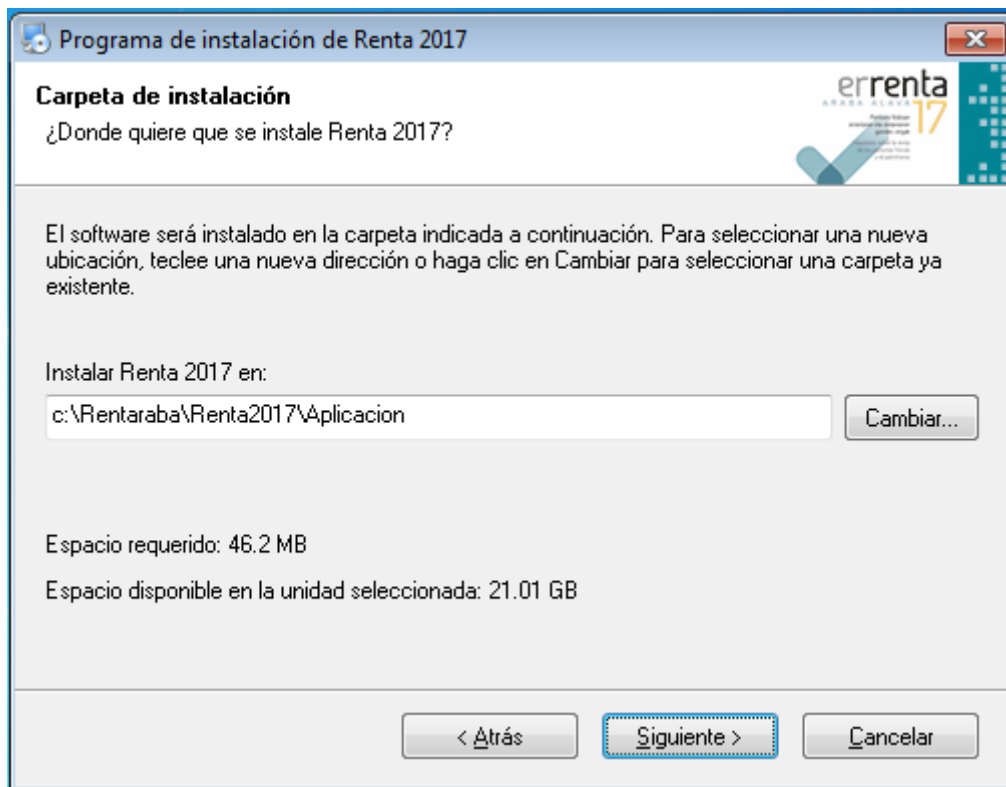 Programa de instalación de Renta 2017
Carpeta de instalación
¿Donde quiere que se instale Renta 2017?
errenta
ARABA ALAVA
17
El software será instalado en la carpeta indicada a continuación. Para seleccionar una nueva
ubicación, teclee una nueva dirección o haga clic en Cambiar para seleccionar una carpeta ya
existente.
Instalar Renta 2017 en:
c:\Rentaraba\Renta2017\Aplicacion
Cambiar...
Espacio requerido: 46.2 MB
Espacio disponible en la unidad seleccionada: 21.01 GB
< Atrás
Siguiente >
Cancelar